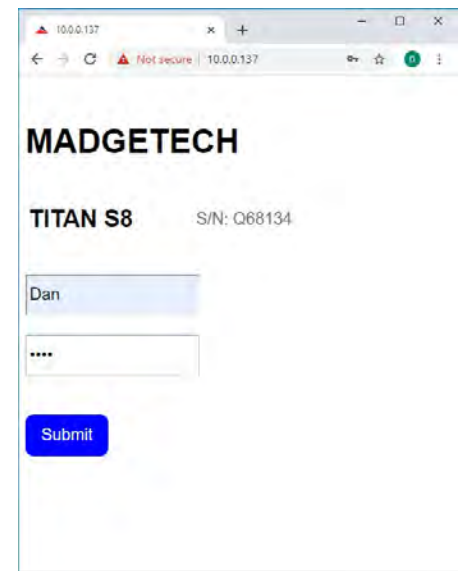 10.0.0.137
Not secure | 10.0.0.137
MADGETECH
TITAN S8 S/N: Q68134
Dan
••••
Submit